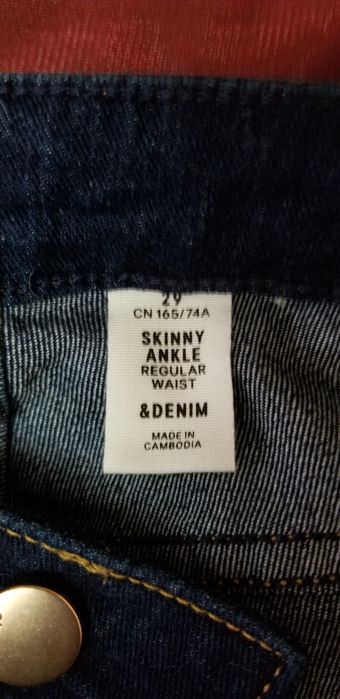 29
CN 165/74A
SKINNY
ANKLE
REGULAR
WAIST
&DENIM
MADE IN
CAMBODIA